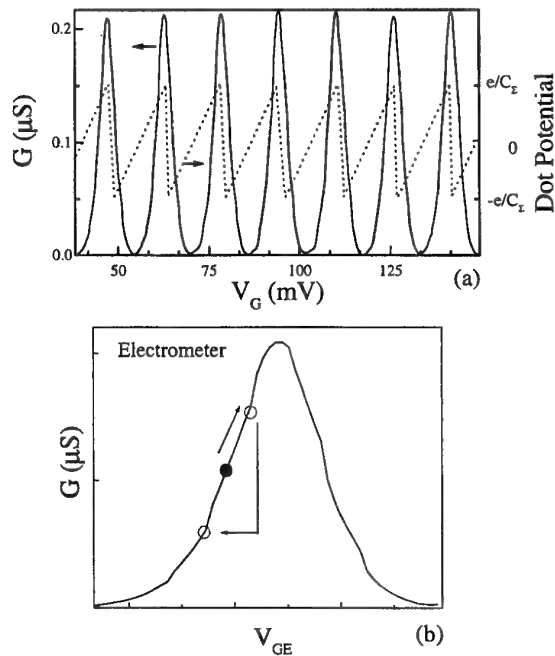 0.2
0.1
0.0
G (μS)
e/C_Σ
0
-e/C_Σ
Dot Potential
50
75
100
125
V_G (mV)
(a)
Electrometer
G (μS)
V_GE
(b)